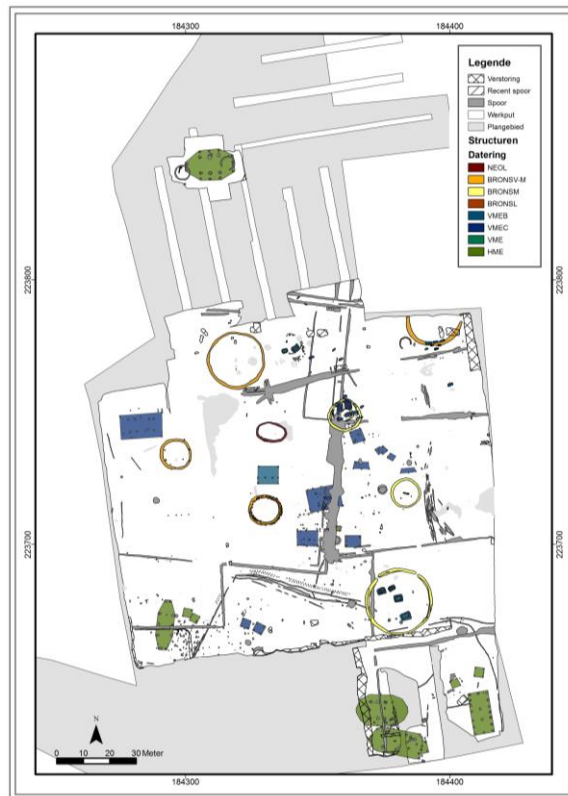 184300
184400
Legende
Verstoring
Recent spoor
Spoor
Werkput
Plangebied
Structuren
Datering
NEOL
BRONSV-M
BRONSM
BRONSL
VMEB
VMEC
VME
HME
223800
223800
223700
223700
N
0 10 20 30 Meter
184300
184400